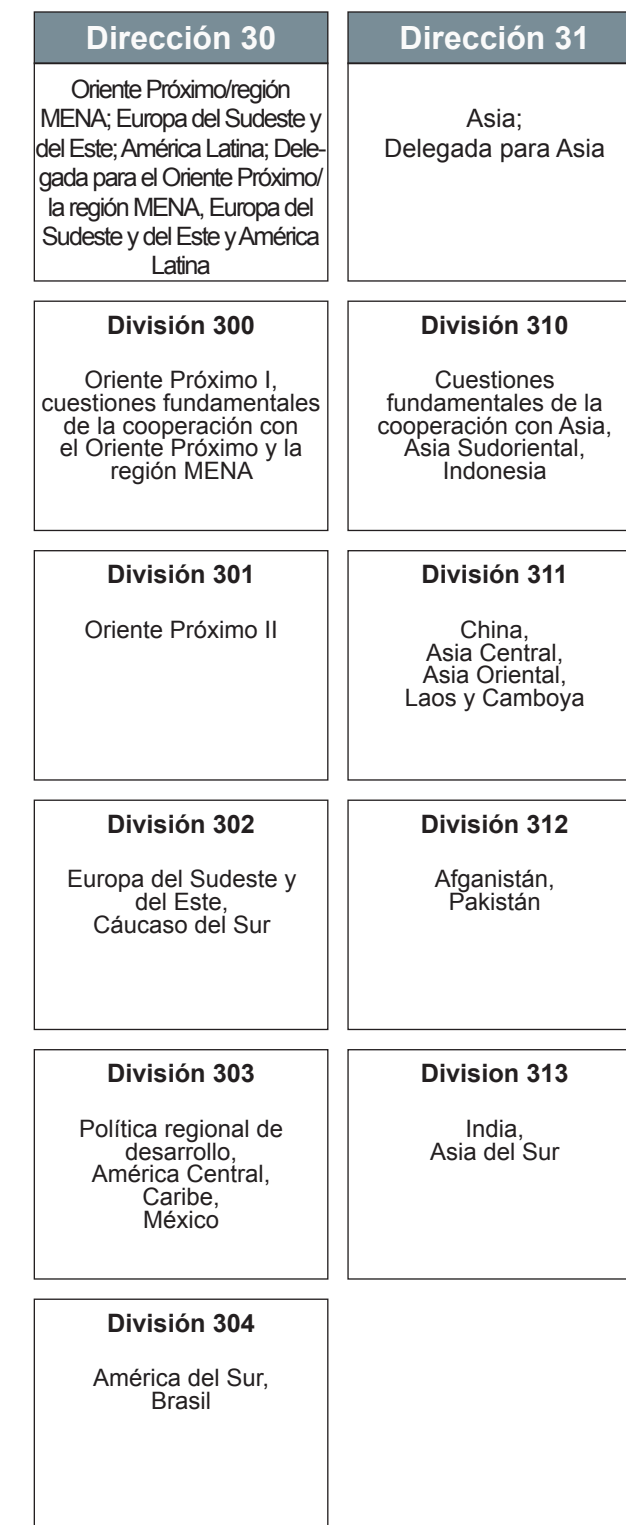 Dirección 30
Oriente Próximo/región
MENA; Europa del Sudeste y
del Este; América Latina; Dele-
gada para el Oriente Próximo/
la región MENA, Europa del
Sudeste y del Este y América
Latina
División 300
Oriente Próximo I,
cuestiones fundamentales
de la cooperación con
el Oriente Próximo y la
región MENA
División 301
Oriente Próximo II
División 302
Europa del Sudeste y
del Este,
Cáucaso del Sur
División 303
Política regional de
desarrollo,
América Central,
Caribe,
México
División 304
América del Sur,
Brasil
Dirección 31
Asia;
Delegada para Asia
División 310
Cuestiones
fundamentales de la
cooperación con Asia,
Asia Sudoriental,
Indonesia
División 311
China,
Asia Central,
Asia Oriental,
Laos y Camboya
División 312
Afganistán,
Pakistán
Division 313
India,
Asia del Sur